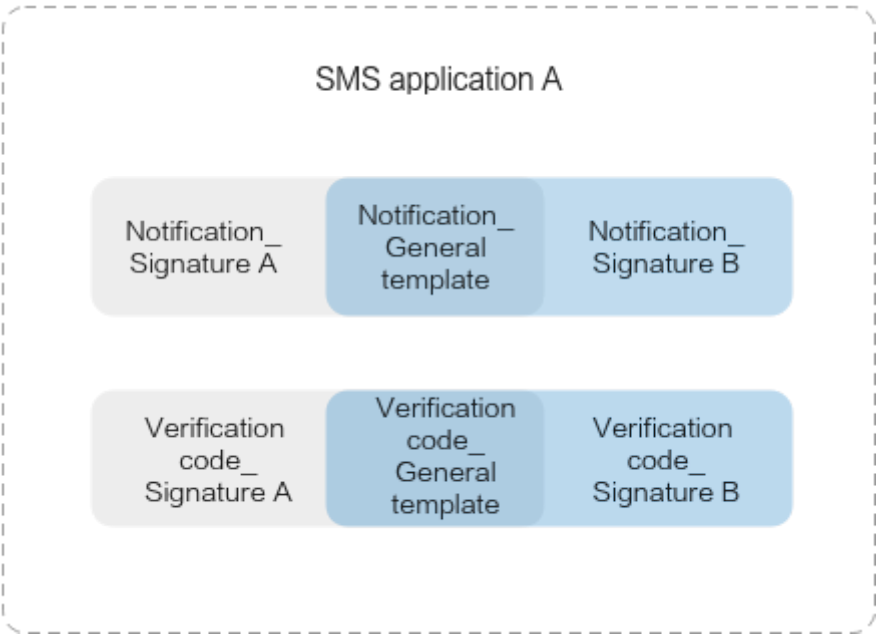 SMS application A
Notification_
Signature A
Notification_
General
template
Notification_
Signature B
Verification
code_
Signature A
Verification
code_
General
template
Verification
code_
Signature B